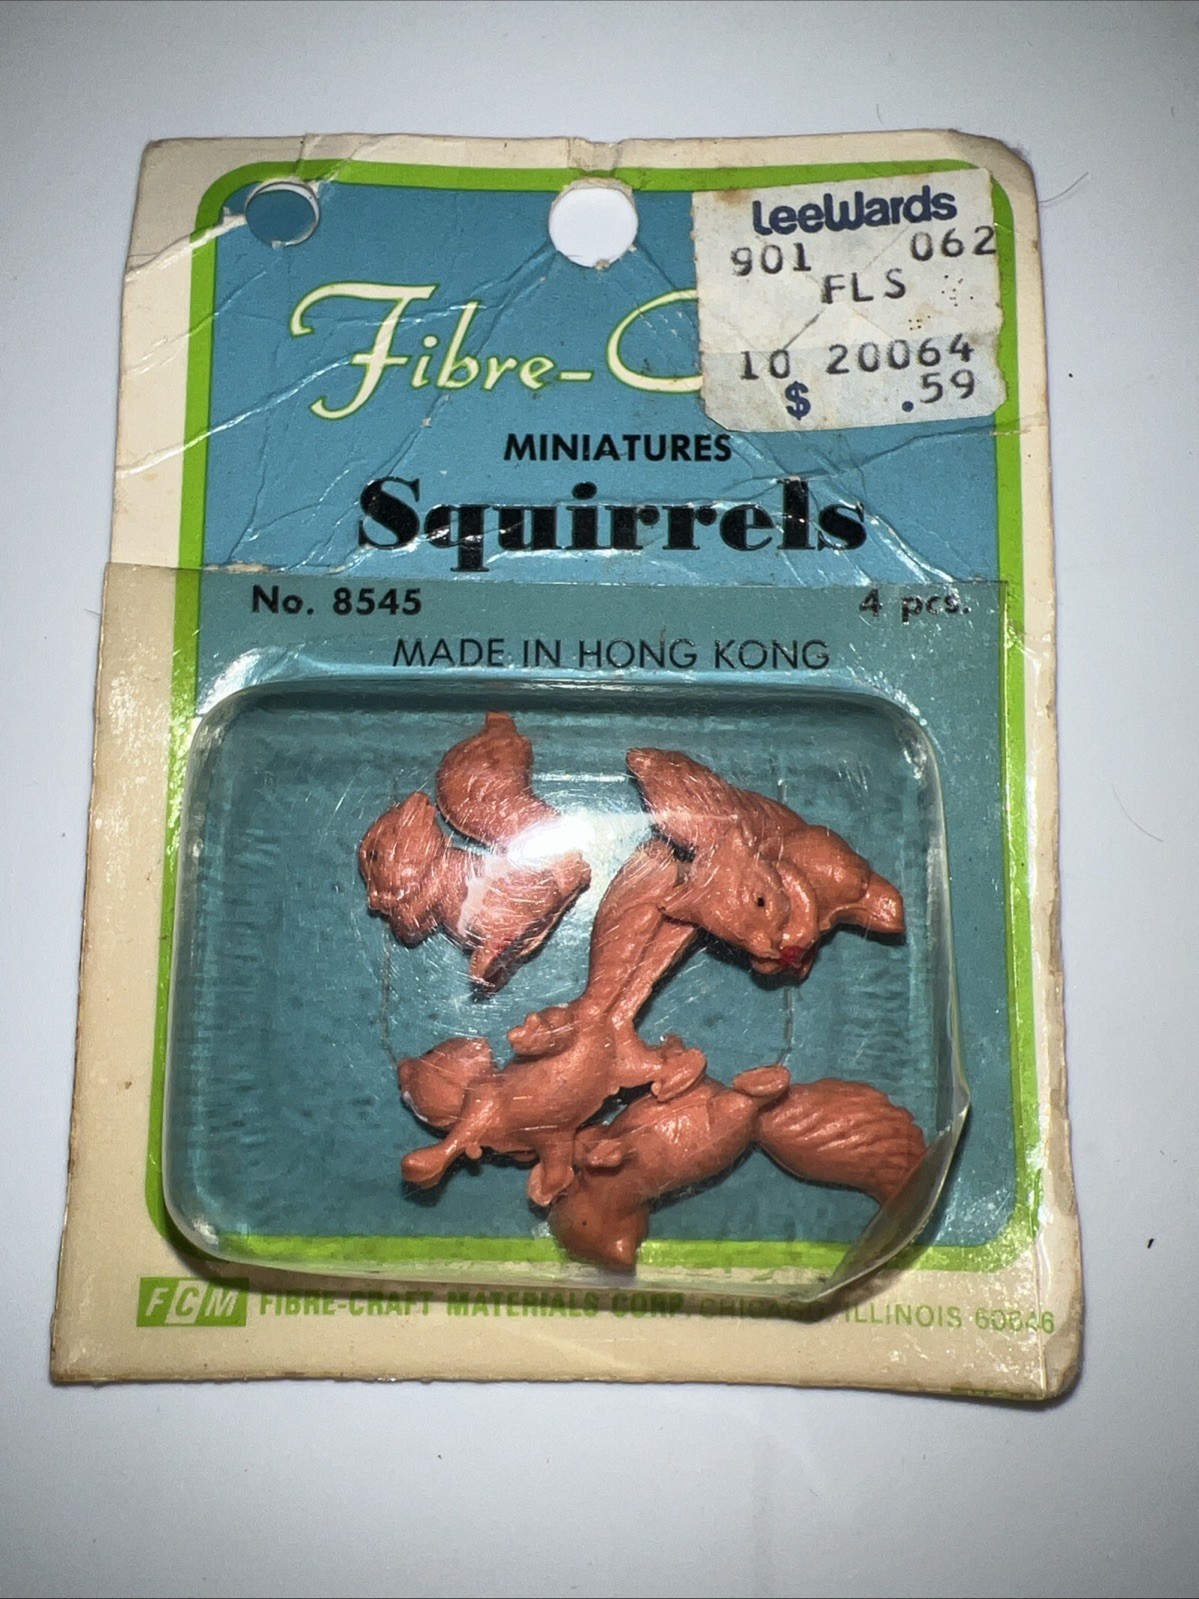 LeeWards
901 062
FLS
10 20064
$ .59
Fibre-C
MINIATURES
Squirrels
No. 8545 4 pcs.
MADE IN HONG KONG
FCM FIBRE-CRAFT MATERIALS CORP. CHICAGO, ILLINOIS 60646